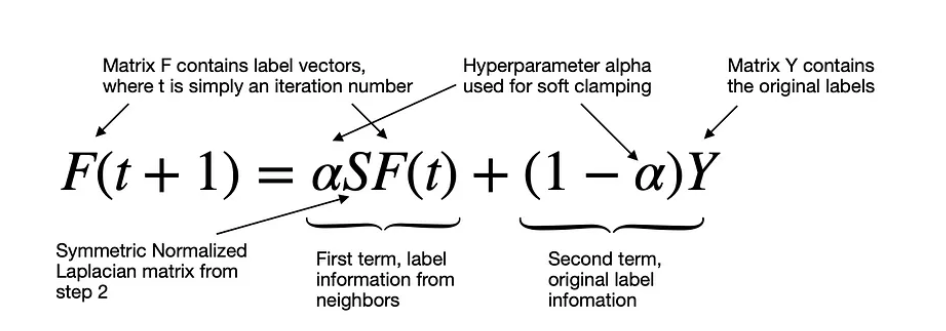 Matrix F contains label vectors,
where t is simply an iteration number
Hyperparameter alpha
used for soft clamping
Matrix Y contains
the original labels
F(t + 1) = αSF(t) + (1 − α)Y
Symmetric Normalized
Laplacian matrix from
step 2
First term, label
information from
neighbors
Second term,
original label
infomation